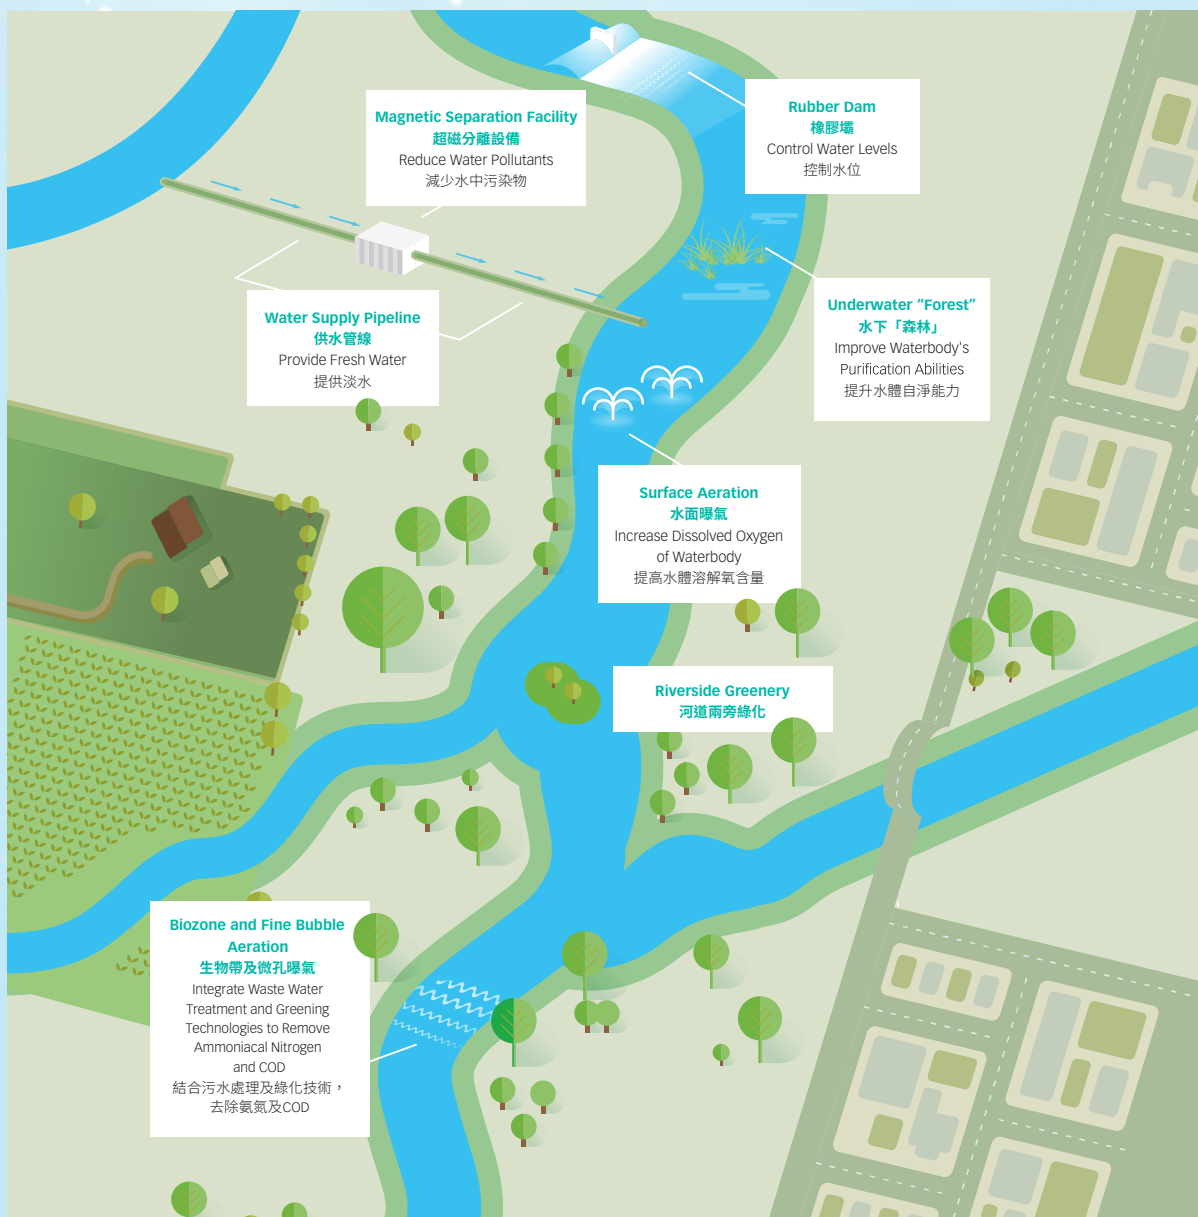 Magnetic Separation Facility
超磁分離設備
Reduce Water Pollutants
減少水中污染物
Rubber Dam
橡膠壩
Control Water Levels
控制水位
Water Supply Pipeline
供水管線
Provide Fresh Water
提供淡水
Underwater “Forest”
水下「森林」
Improve Waterbody's
Purification Abilities
提升水體自淨能力
Surface Aeration
水面曝氣
Increase Dissolved Oxygen
of Waterbody
提高水體溶解氧含量
Riverside Greenery
河道兩旁綠化
Biozone and Fine Bubble
Aeration
生物帶及微孔曝氣
Integrate Waste Water
Treatment and Greening
Technologies to Remove
Ammoniacal Nitrogen
and COD
結合污水處理及綠化技術，
去除氨氮及COD